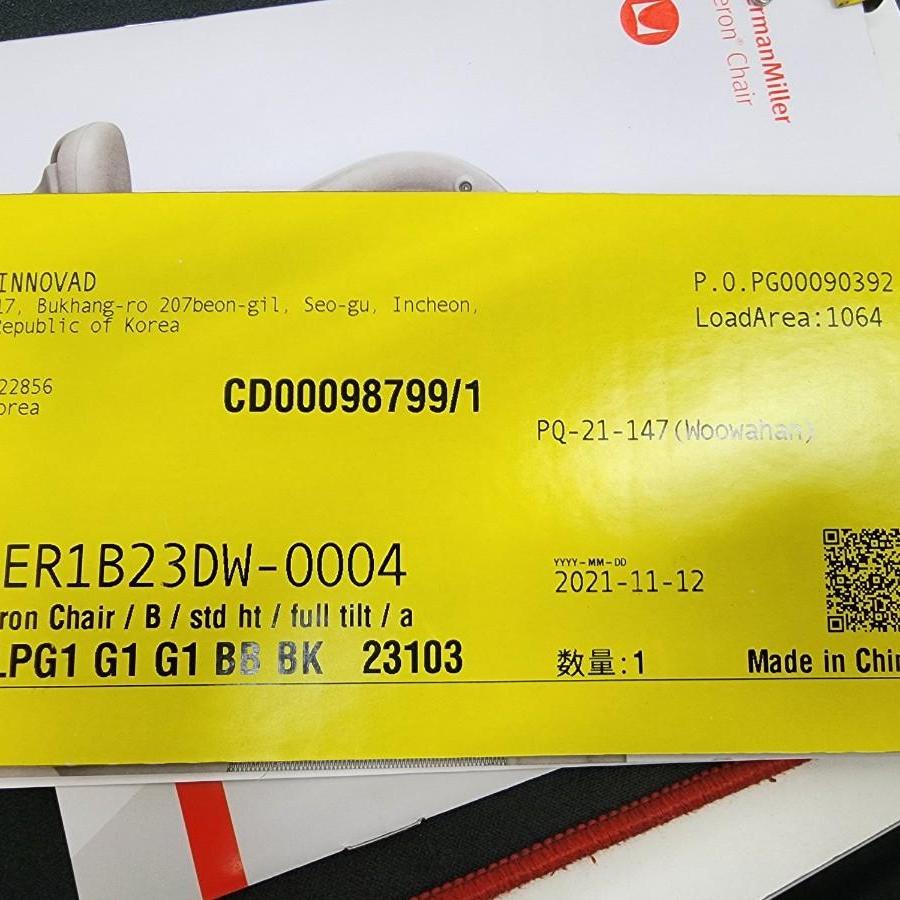 rmanMiller
eron® Chair
INNOVAD
17, Bukhang-ro 207beon-gil, Seo-gu, Incheon,
Republic of Korea
22856
orea
P.O.PG00090392
LoadArea:1064
CD00098799/1
PQ-21-147(Woowahan)
ER1B23DW-0004
ron Chair / B / std ht / full tilt / a
LPG1 G1 G1 BB BK 23103
YYYY-MM-DD
2021-11-12
数量:1
Made in Chin